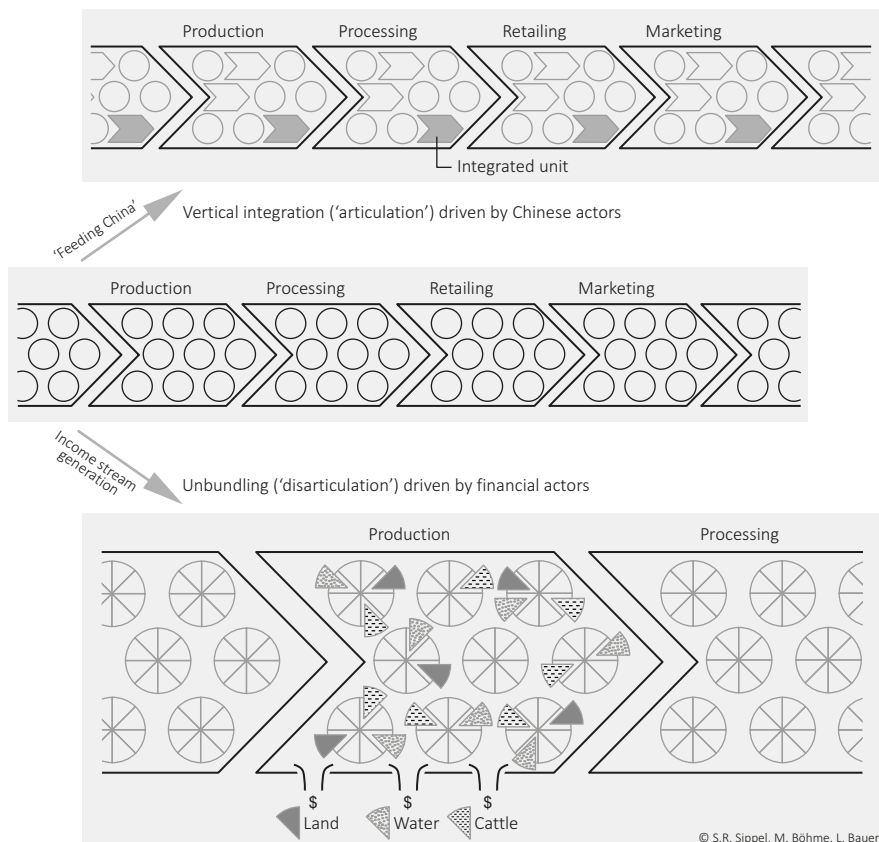 Production Processing Retailing Marketing
Integrated unit
‘Feeding China’
Vertical integration (‘articulation’) driven by Chinese actors
Production Processing Retailing Marketing
Income stream
generation
Unbundling (‘disarticulation’) driven by financial actors
Production Processing
$ $ $
Land Water Cattle
© S.R. Sippel, M. Böhme, L. Bauer